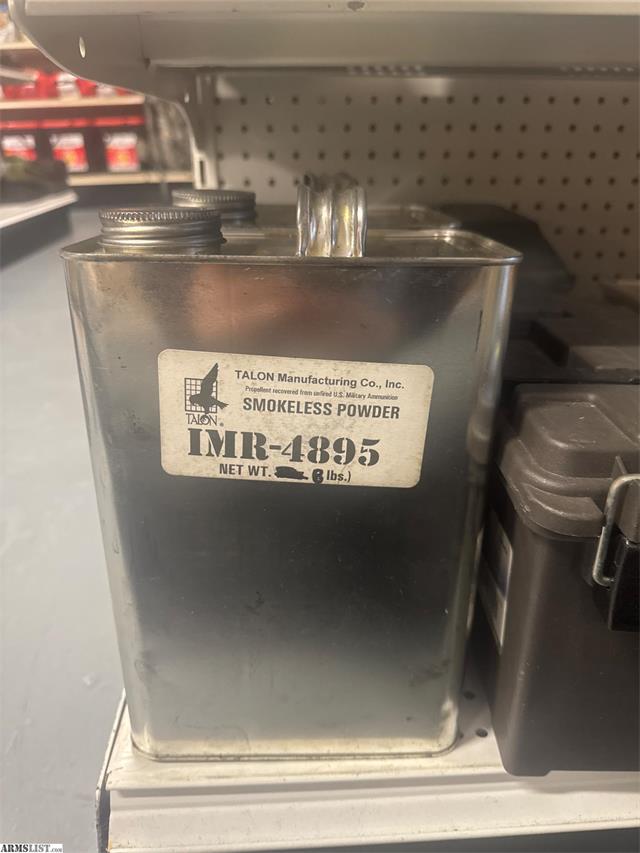 TALON Manufacturing Co., Inc.
Propellent recovered from unfired U.S. Military Ammunition
SMOKELESS POWDER
TALON
IMR-4895
NET WT. 6 lbs.)
ARMSLIST.com